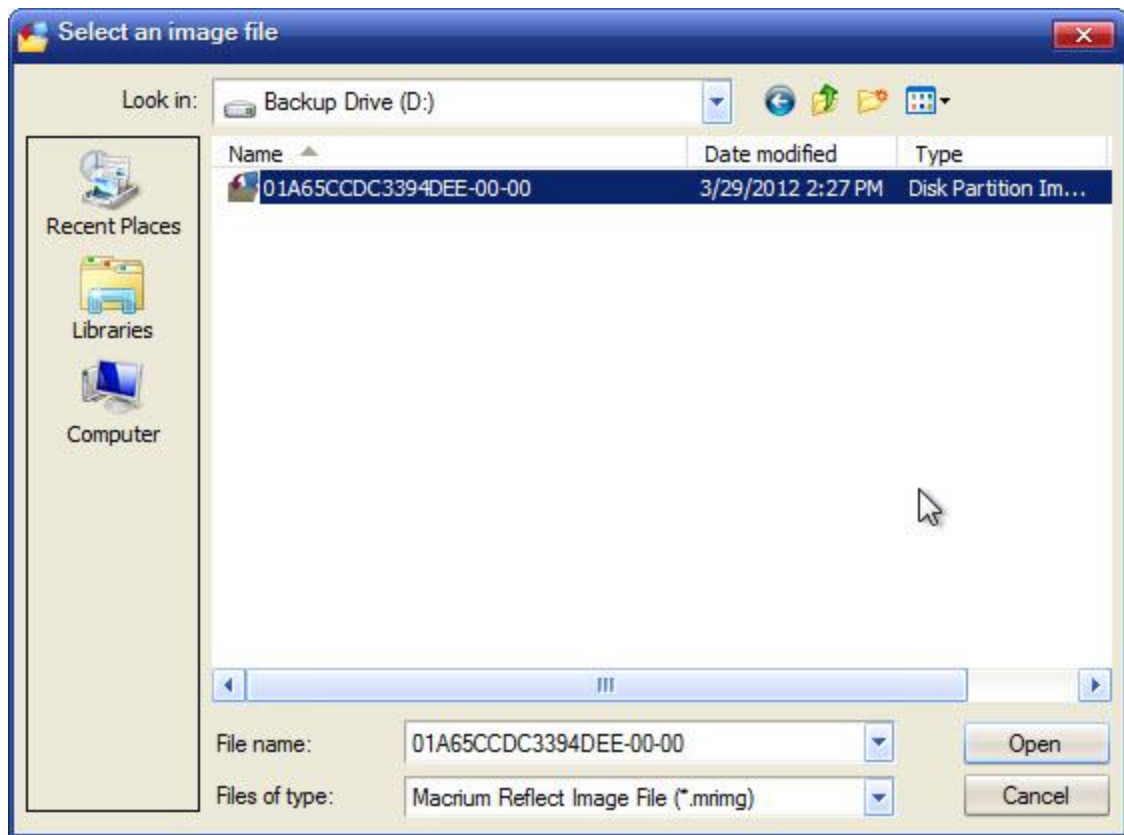 Select an image file
Look in: Backup Drive (D:)
Name Date modified Type
01A65CCDC3394DEE-00-00 3/29/2012 2:27 PM Disk Partition Im...
Recent Places
Libraries
Computer
File name: 01A65CCDC3394DEE-00-00 Open
Files of type: Macrium Reflect Image File (*.mrimg) Cancel